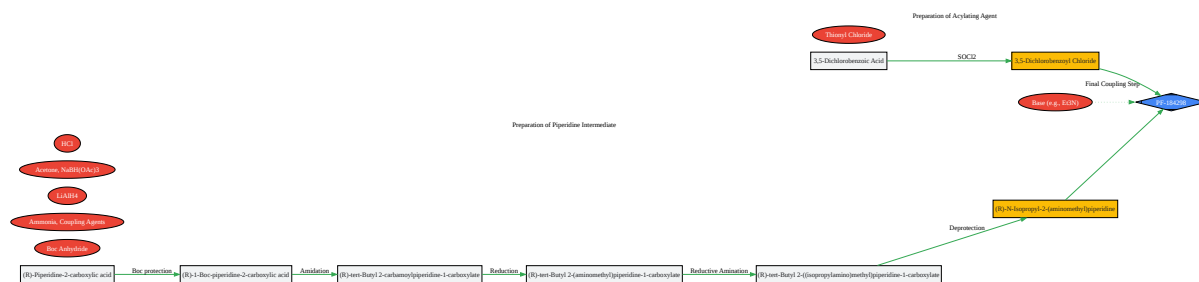 Preparation of Acylating Agent
Thionyl Chloride
3,5-Dichlorobenzoic Acid
SOCl2
3,5-Dichlorobenzoyl Chloride
Final Coupling Step
Base (e.g., Et3N)
PF-184298
Preparation of Piperidine Intermediate
HCl
Acetone, NaBH(OAc)3
LiAlH4
Ammonia, Coupling Agents
Boc Anhydride
(R)-N-Isopropyl-2-(aminomethyl)piperidine
Deprotection
(R)-Piperidine-2-carboxylic acid
Boc protection
(R)-1-Boc-piperidine-2-carboxylic acid
Amidation
(R)-tert-Butyl 2-carbamoylpiperidine-1-carboxylate
Reduction
(R)-tert-Butyl 2-(aminomethyl)piperidine-1-carboxylate
Reductive Amination
(R)-tert-Butyl 2-((isopropylamino)methyl)piperidine-1-carboxylate